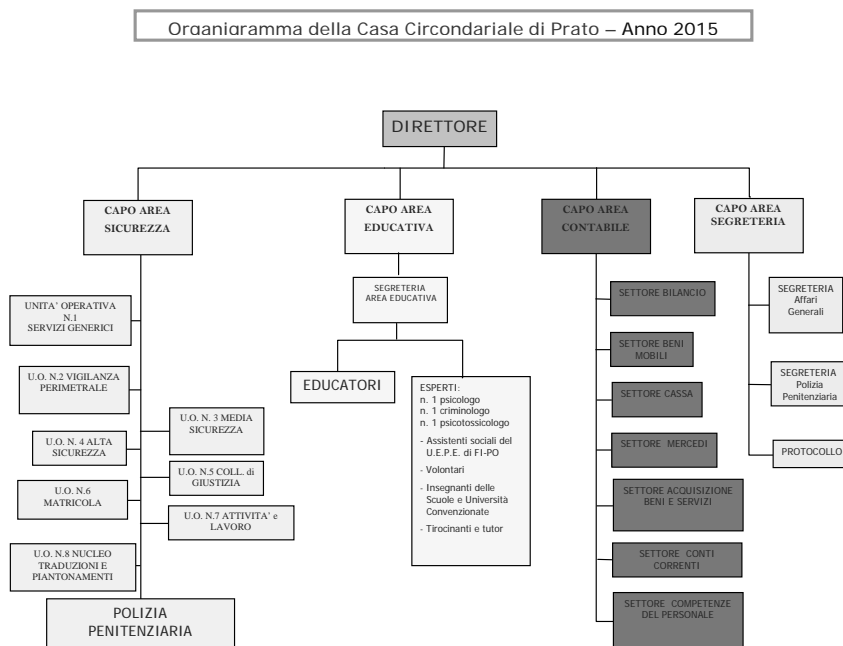 Organigramma della Casa Circondariale di Prato – Anno 2015
DIRETTORE
CAPO AREA
SICUREZZA
CAPO AREA
EDUCATIVA
CAPO AREA
CONTABILE
CAPO AREA
SEGRETERIA
UNITA' OPERATIVA
N.1
SERVIZI GENERICI
U.O. N.2 VIGILANZA
PERIMETRALE
U.O. N. 3 MEDIA
SICUREZZA
U.O. N. 4 ALTA
SICUREZZA
U.O. N.5 COLL. di
GIUSTIZIA
U.O. N.6
MATRICOLA
U.O. N.7 ATTIVITA' e
LAVORO
U.O. N.8 NUCLEO
TRADUZIONI E
PIANTONAMENTI
POLIZIA
PENITENZIARIA
SEGRETERIA
AREA EDUCATIVA
EDUCATORI
ESPERTI:
n. 1 psicologo
n. 1 criminologo
n. 1 psicotossicologo
- Assistenti sociali del
U.E.P.E. di FI-PO
- Volontari
- Insegnanti delle
Scuole e Università
Convenzionate
- Tirocinanti e tutor
SETTORE BILANCIO
SETTORE BENI
MOBILI
SETTORE CASSA
SETTORE MERCEDI
SETTORE ACQUISIZIONE
BENI E SERVIZI
SETTORE CONTI
CORRENTI
SETTORE COMPETENZE
DEL PERSONALE
SEGRETERIA
Affari
Generali
SEGRETERIA
Polizia
Penitenziaria
PROTOCOLLO